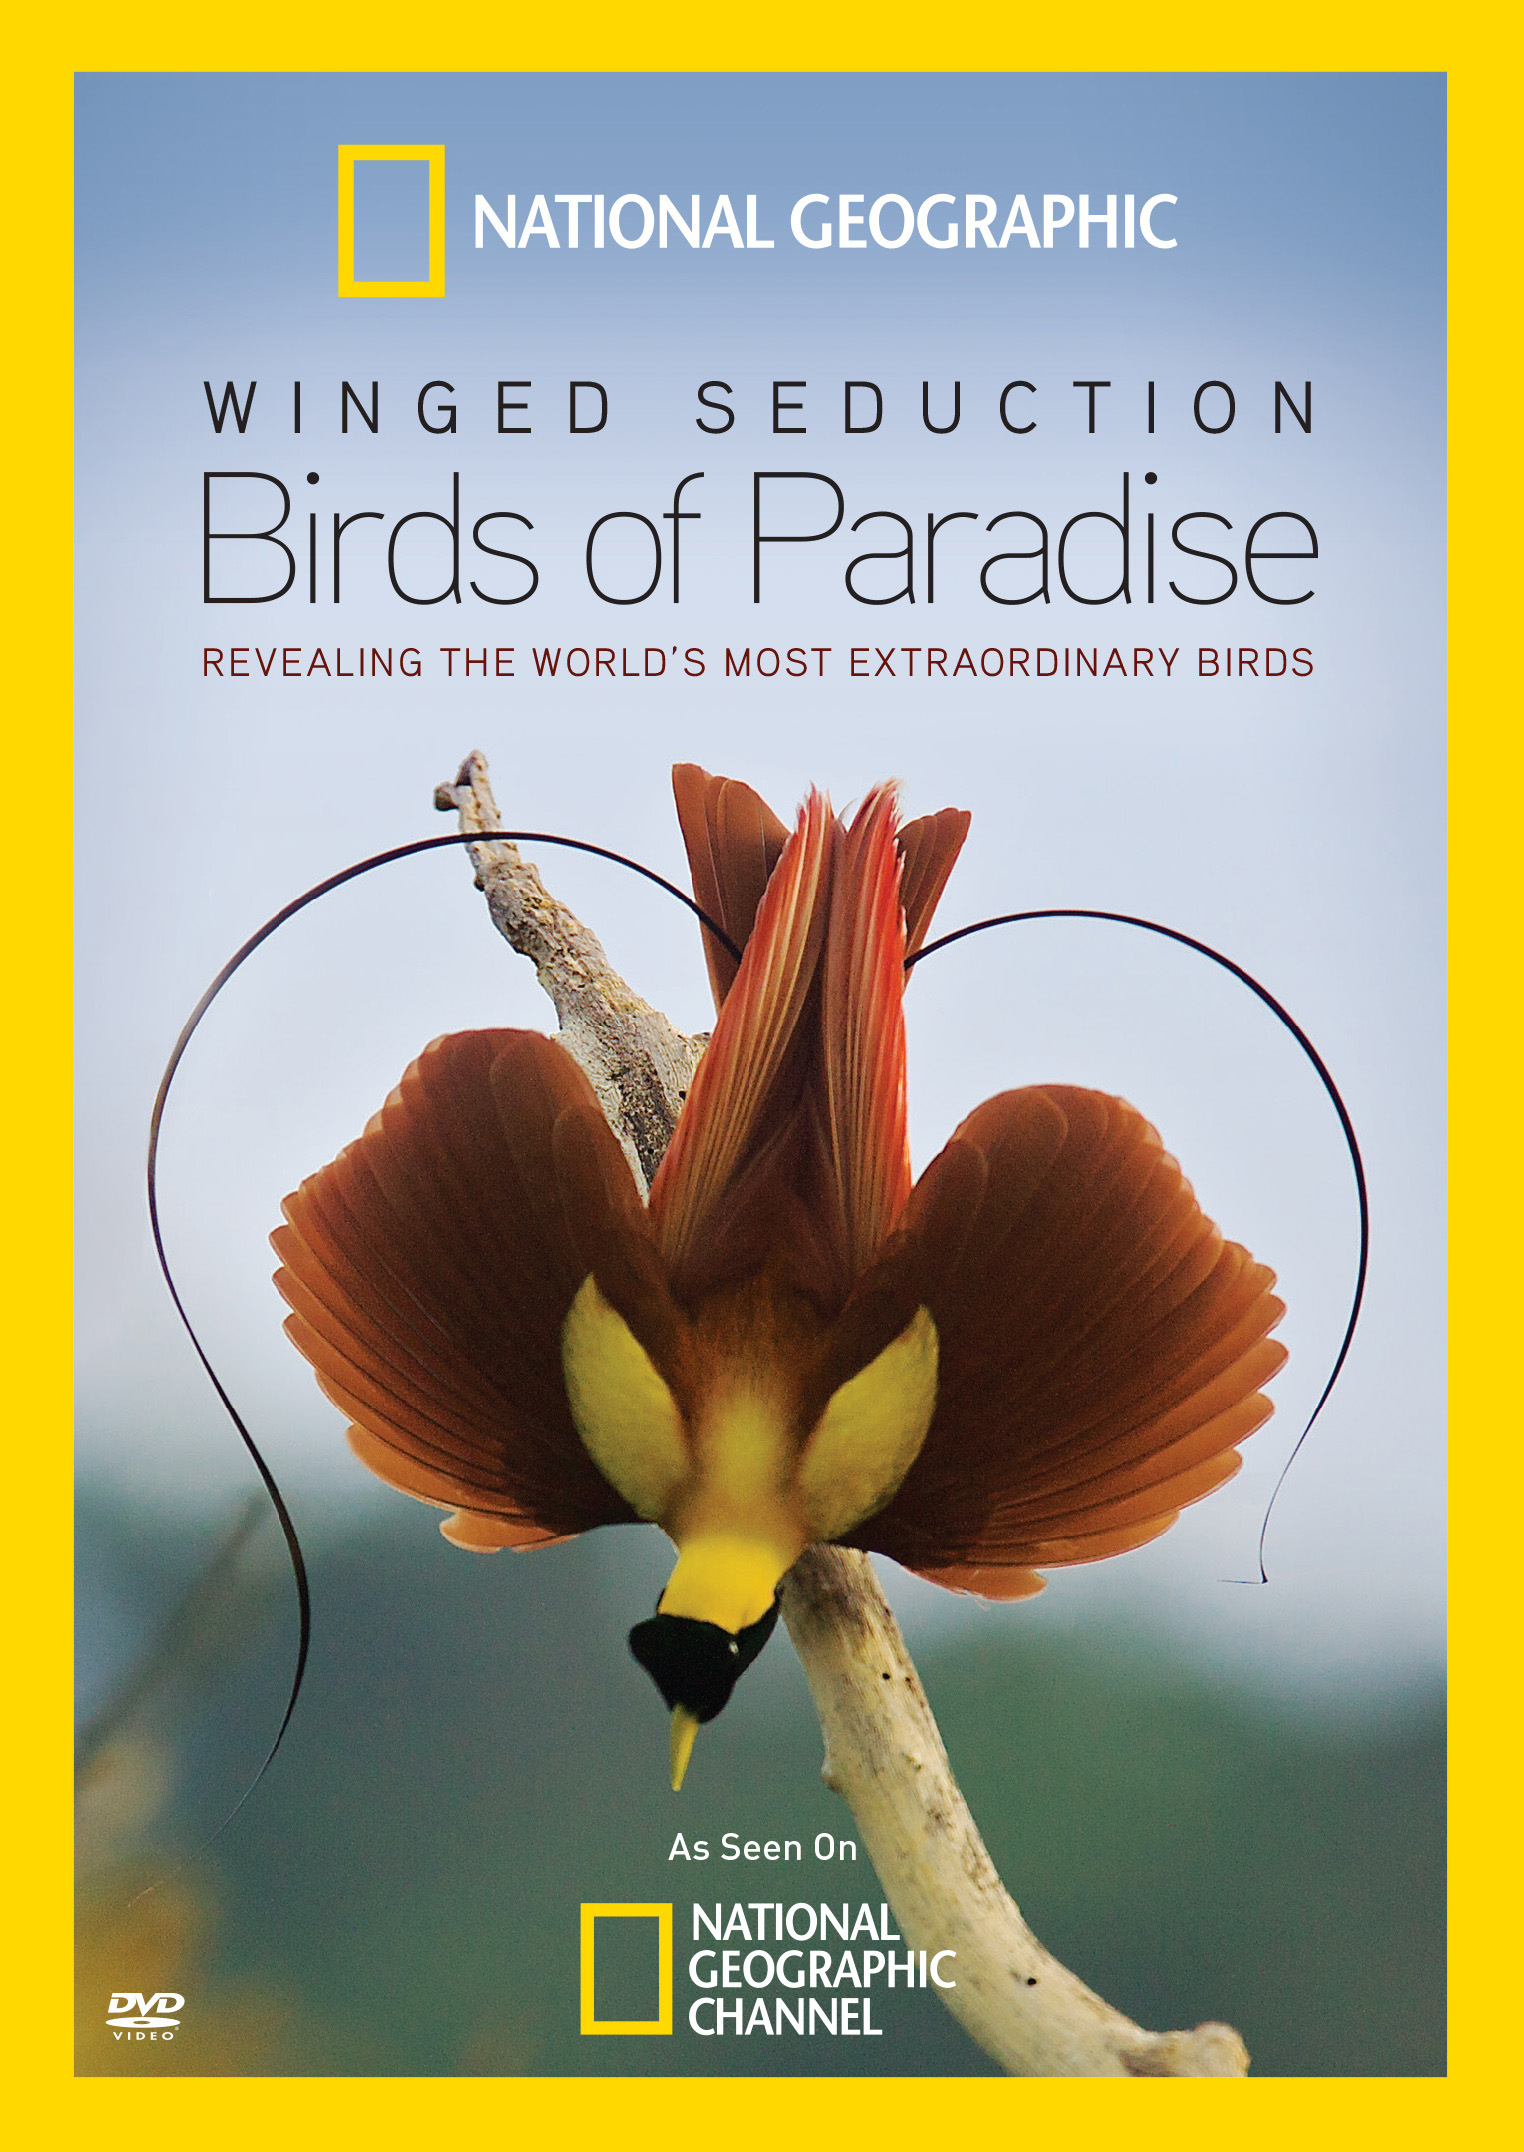 NATIONAL GEOGRAPHIC
WINGED SEDUCTION
Birds of Paradise
REVEALING THE WORLD'S MOST EXTRAORDINARY BIRDS
As Seen On
NATIONAL
GEOGRAPHIC
CHANNEL
DVD
VIDEO